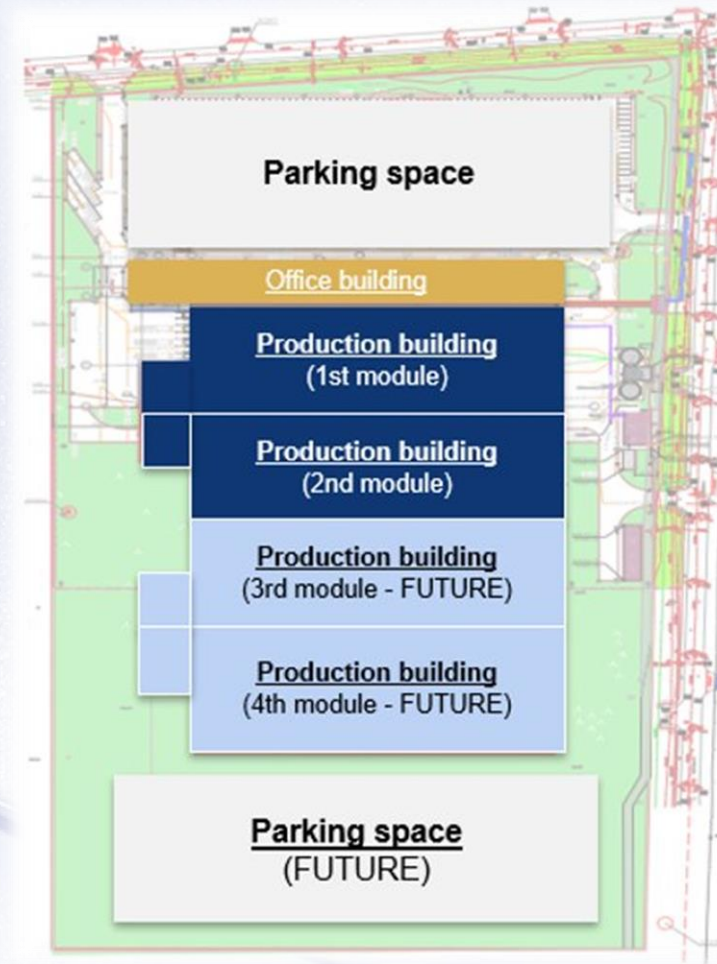 Parking space
Office building
Production building
(1st module)
Production building
(2nd module)
Production building
(3rd module - FUTURE)
Production building
(4th module - FUTURE)
Parking space
(FUTURE)